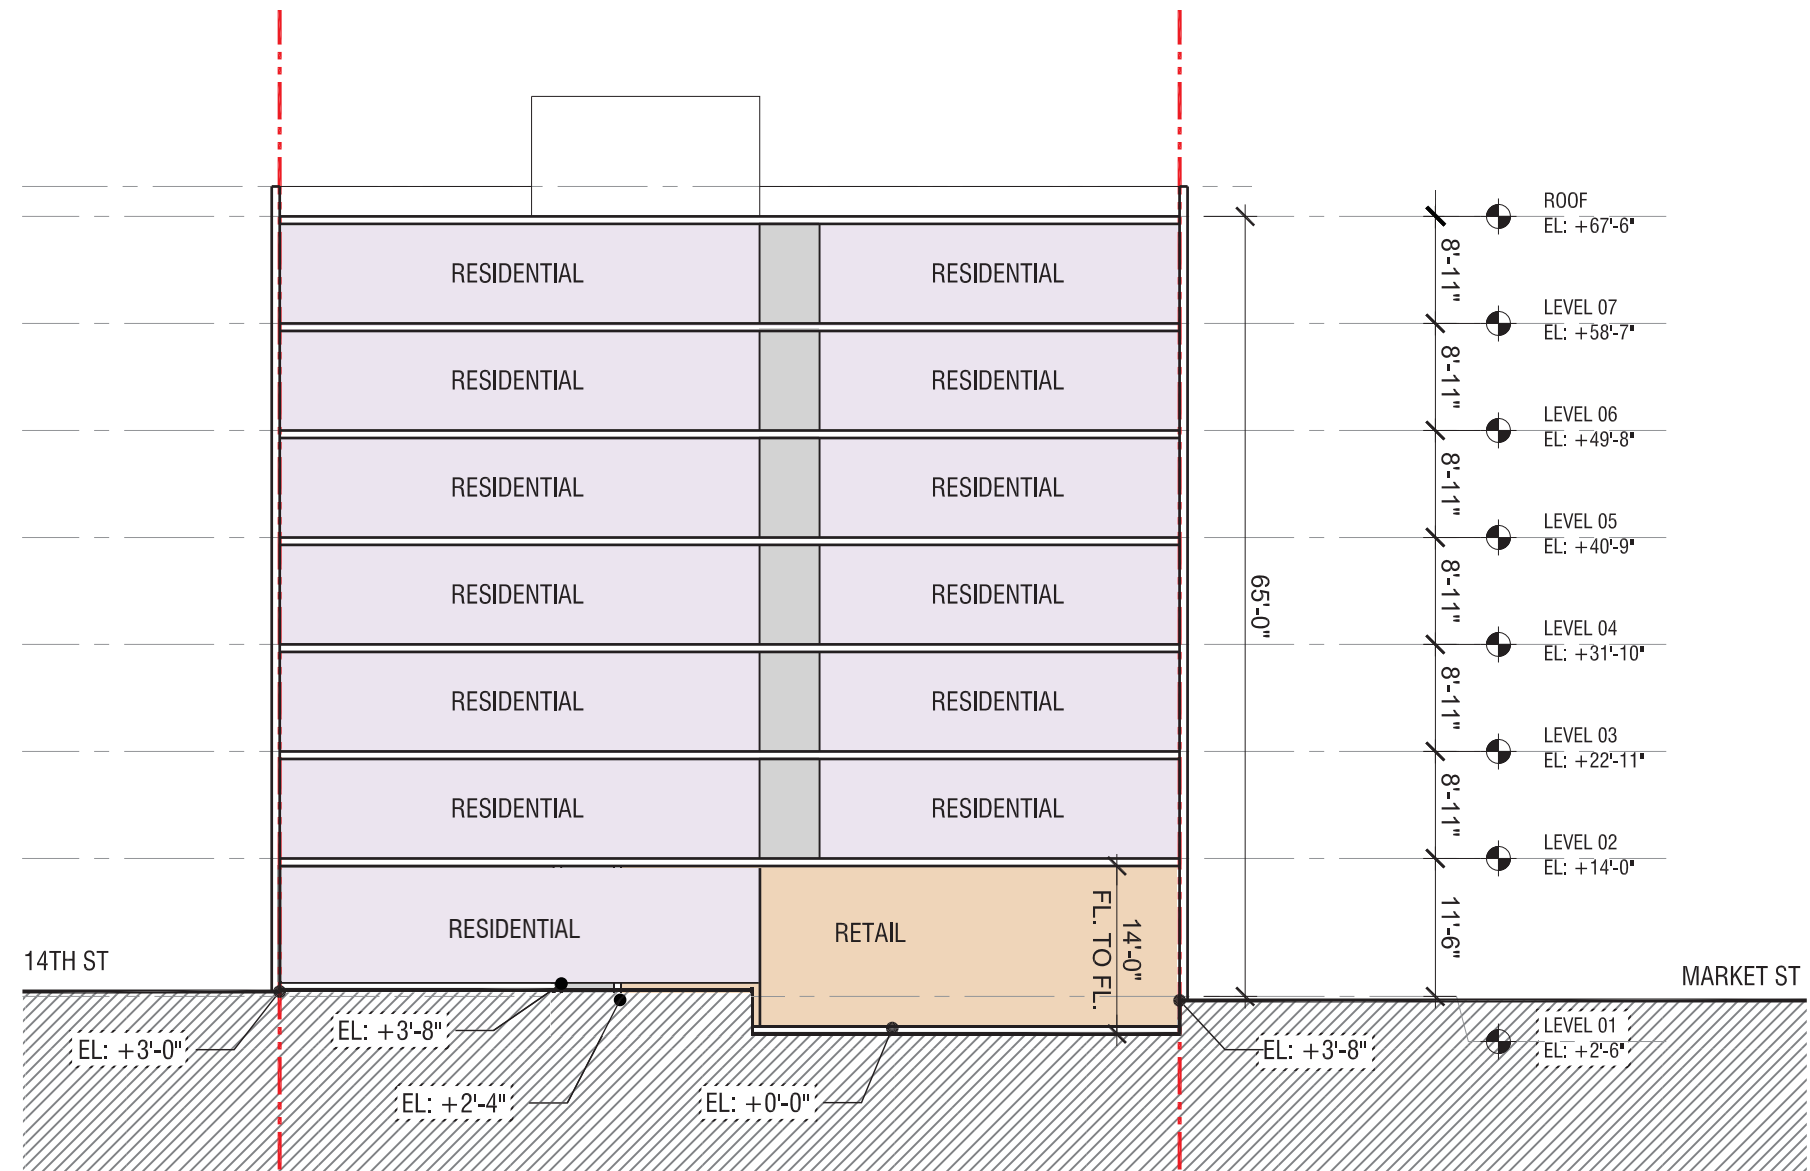 ROOF
EL: +67'-6"
8'-11"
RESIDENTIAL
RESIDENTIAL
LEVEL 07
EL: +58'-7"
8'-11"
RESIDENTIAL
RESIDENTIAL
LEVEL 06
EL: +49'-8"
8'-11"
RESIDENTIAL
RESIDENTIAL
LEVEL 05
EL: +40'-9"
8'-11"
RESIDENTIAL
RESIDENTIAL
65'-0"
LEVEL 04
EL: +31'-10"
8'-11"
RESIDENTIAL
RESIDENTIAL
LEVEL 03
EL: +22'-11"
8'-11"
RESIDENTIAL
RESIDENTIAL
LEVEL 02
EL: +14'-0"
11'-6"
RESIDENTIAL
RETAIL
14'-0"
FL. TO FL.
14TH ST
MARKET ST
LEVEL 01
EL: +2'-6"
EL: +3'-0"
EL: +3'-8"
EL: +3'-8"
EL: +2'-4"
EL: +0'-0"